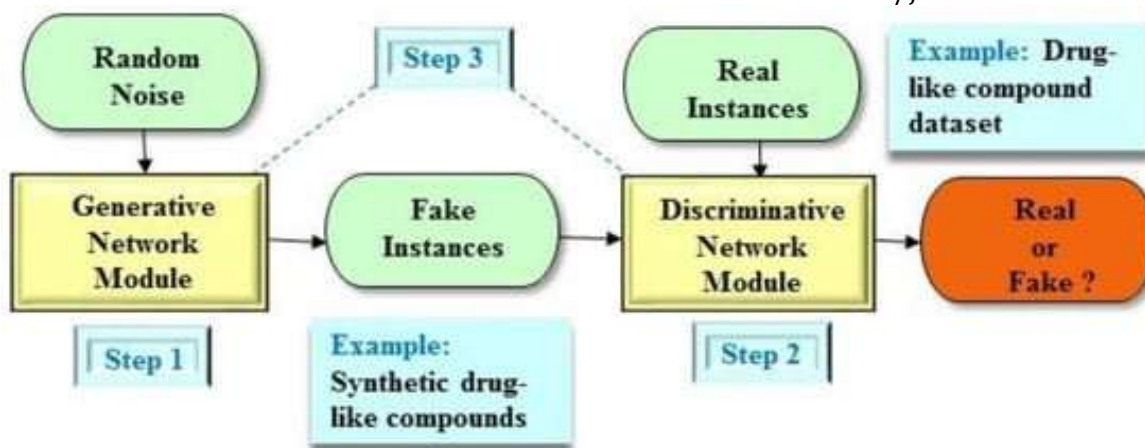 Random
Noise
Step 3
Real
Instances
Example: Drug-
like compound
dataset
Generative
Network
Module
Fake
Instances
Discriminative
Network
Module
Real
or
Fake ?
Step 1
Example:
Synthetic drug-
like compounds
Step 2